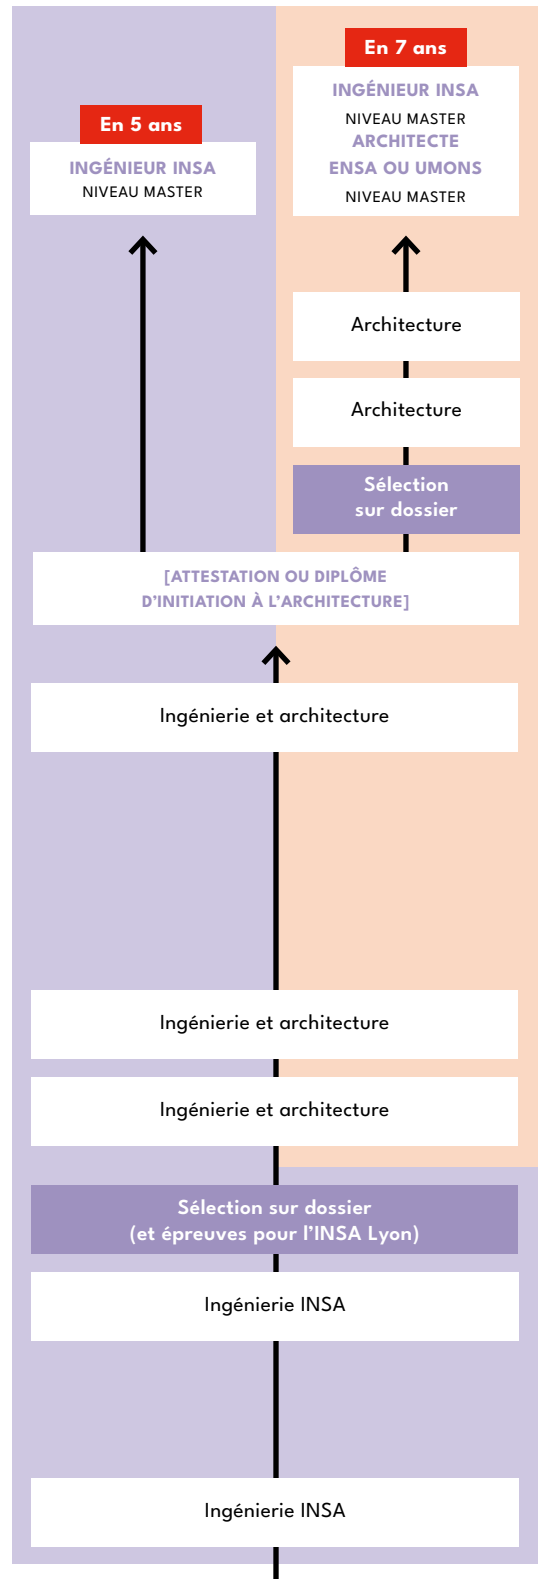 En 7 ans
INGÉNIEUR INSA
NIVEAU MASTER
ARCHITECTE
ENSA OU UMONS
NIVEAU MASTER
En 5 ans
INGÉNIEUR INSA
NIVEAU MASTER
Architecture
Architecture
Sélection
sur dossier
[ATTESTATION OU DIPLÔME
D'INITIATION À L'ARCHITECTURE]
Ingénierie et architecture
Ingénierie et architecture
Ingénierie et architecture
Sélection sur dossier
(et épreuves pour l'INSA Lyon)
Ingénierie INSA
Ingénierie INSA